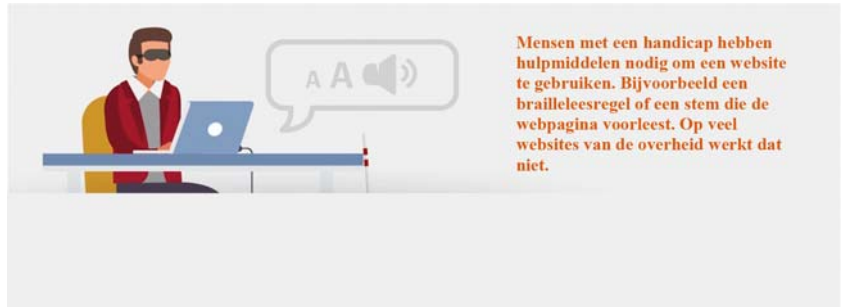 A A
Mensen met een handicap hebben
hulpmiddelen nodig om een website
te gebruiken. Bijvoorbeeld een
brailleleesregel of een stem die de
webpagina voorleest. Op veel
websites van de overheid werkt dat
niet.